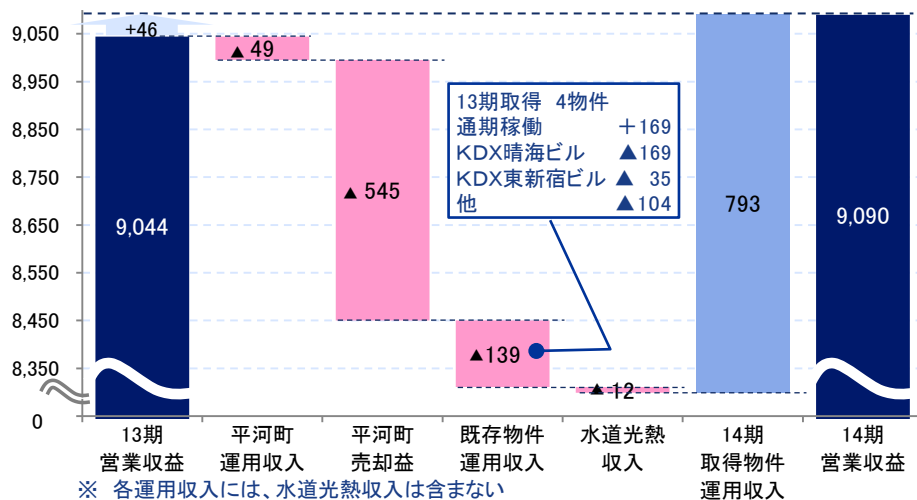 +46
9,050
8,950
8,850
8,750
8,650
8,550
8,450
8,350
0
9,044
▲ 49
▲ 545
▲139
▲ 12
793
9,090
13期取得 4物件
通期稼働 ＋169
KDX晴海ビル ▲169
KDX東新宿ビル ▲ 35
他 ▲104
13期
営業収益
平河町
運用収入
平河町
売却益
既存物件
運用収入
水道光熱
収入
14期
取得物件
運用収入
14期
営業収益
※ 各運用収入には、水道光熱収入は含まない